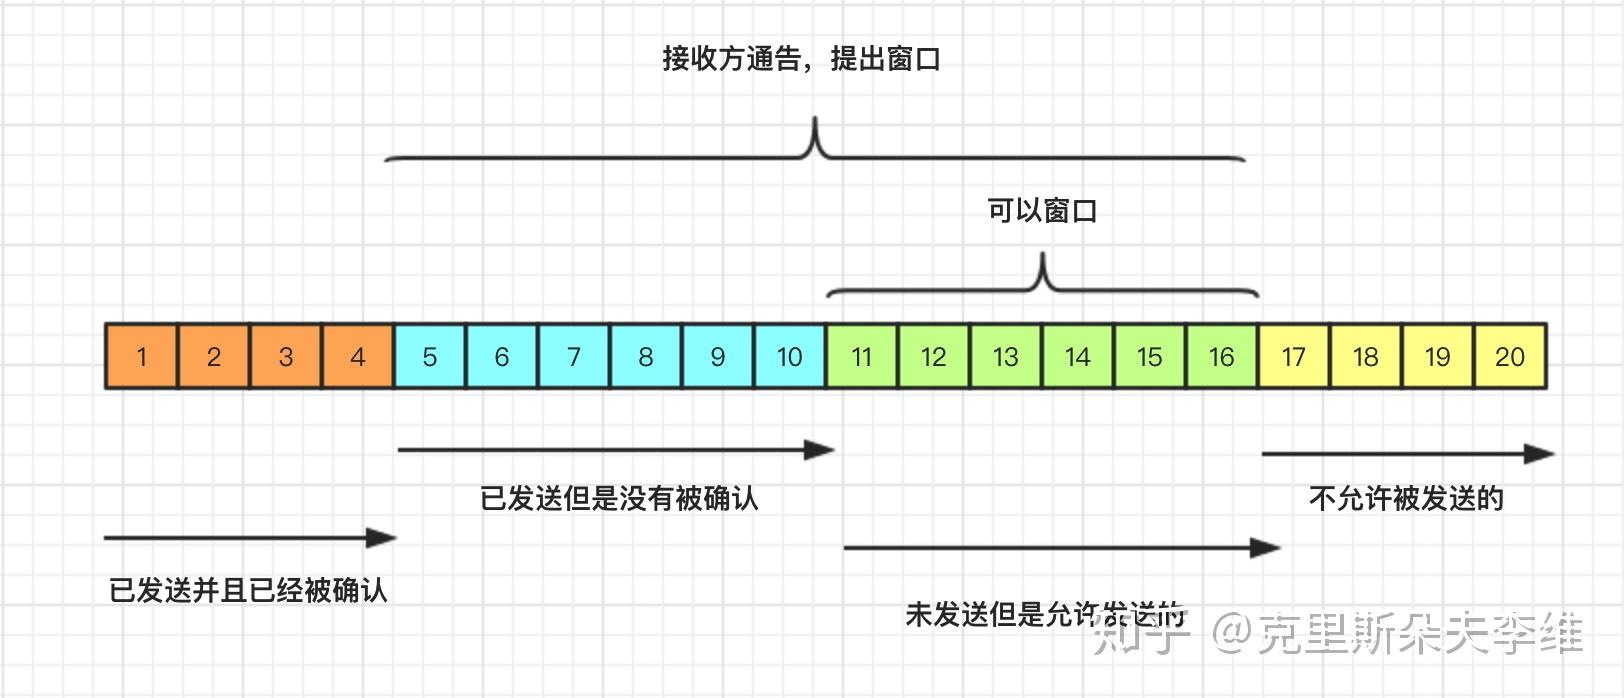 接收方通告，提出窗口
可以窗口
1 2 3 4 5 6 7 8 9 10 11 12 13 14 15 16 17 18 19 20
已发送但是没有被确认
不允许被发送的
已发送并且已经被确认
未发送但是允许发送的
知乎 @克里斯朵夫李维